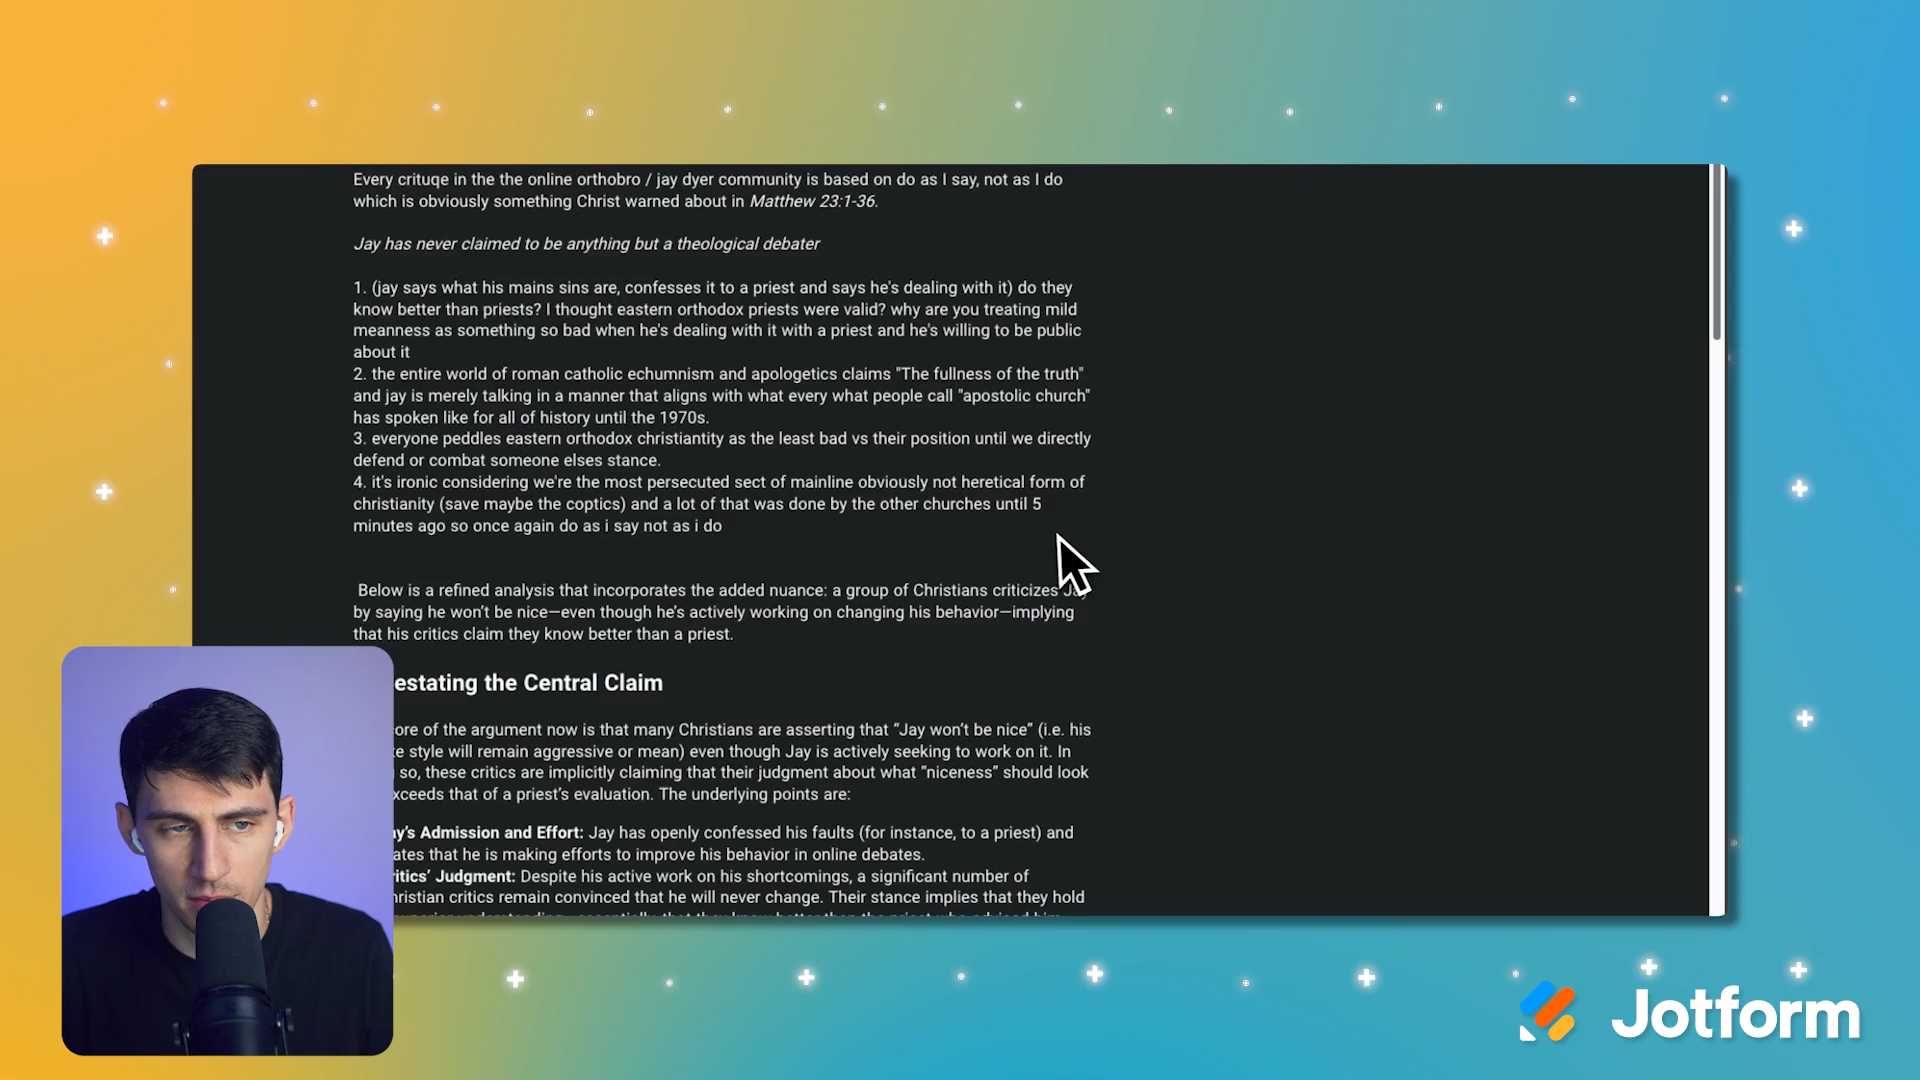 Every crituqe in the the online orthobro / jay dyer community is based on do as I say, not as I do
which is obviously something Christ warned about in Matthew 23:1-36.
Jay has never claimed to be anything but a theological debater
1. (jay says what his mains sins are, confesses it to a priest and says he's dealing with it) do they
know better than priests? I thought eastern orthodox priests were valid? why are you treating mild
meanness as something so bad when he's dealing with it with a priest and he's willing to be public
about it
2. the entire world of roman catholic echumnism and apologetics claims "The fullness of the truth"
and jay is merely talking in a manner that aligns with what every what people call "apostolic church"
has spoken like for all of history until the 1970s.
3. everyone peddles eastern orthodox christiantity as the least bad vs their position until we directly
defend or combat someone elses stance.
4. it's ironic considering we're the most persecuted sect of mainline obviously not heretical form of
christianity (save maybe the coptics) and a lot of that was done by the other churches until 5
minutes ago so once again do as i say not as i do
Below is a refined analysis that incorporates the added nuance: a group of Christians criticizes Jay
by saying he won’t be nice—even though he’s actively working on changing his behavior—implying
that his critics claim they know better than a priest.
estating the Central Claim
ore of the argument now is that many Christians are asserting that “Jay won’t be nice” (i.e. his
style will remain aggressive or mean) even though Jay is actively seeking to work on it. In
so, these critics are implicitly claiming that their judgment about what “niceness” should look
xceeds that of a priest’s evaluation. The underlying points are:
ay’s Admission and Effort: Jay has openly confessed his faults (for instance, to a priest) and
ates that he is making efforts to improve his behavior in online debates.
ritics’ Judgment: Despite his active work on his shortcomings, a significant number of
hristian critics remain convinced that he will never change. Their stance implies that they hold
Jotform